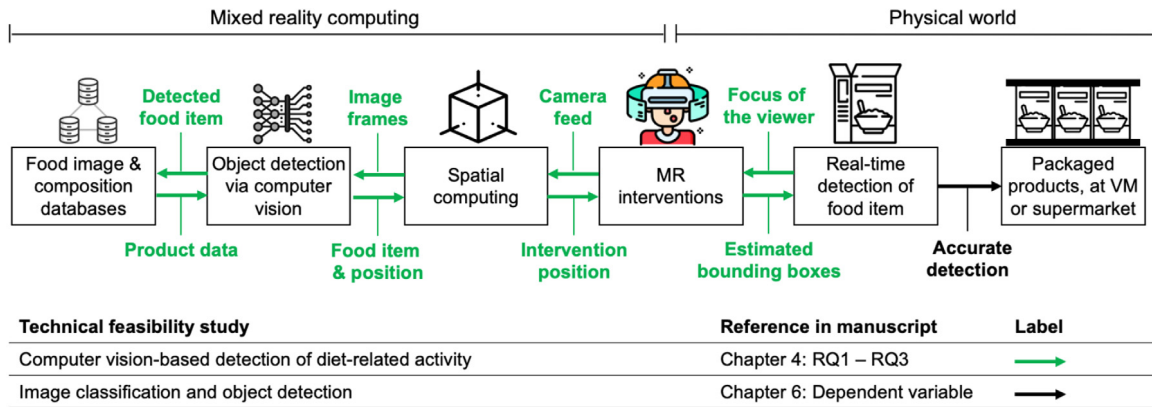 Mixed reality computing
Physical world
Detected
food item
Image
frames
Camera
feed
Focus of
the viewer
Food image &
composition
databases
Object detection
via computer
vision
Spatial
computing
MR
interventions
Real-time
detection of
food item
Packaged
products, at VM
or supermarket
Product data
Food item
& position
Intervention
position
Estimated
bounding boxes
Accurate
detection
Technical feasibility study
Reference in manuscript
Label
Computer vision-based detection of diet-related activity
Chapter 4: RQ1 – RQ3
Image classification and object detection
Chapter 6: Dependent variable